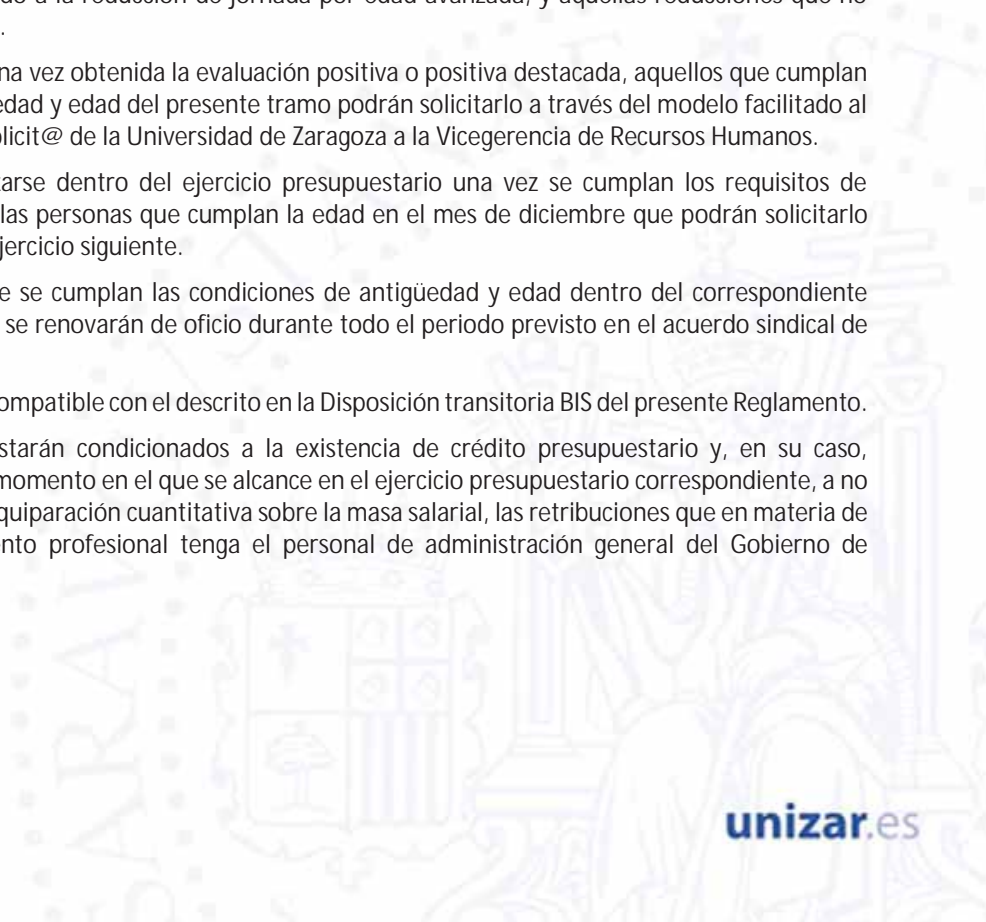 do a la reducción de jornada por edad avanzada, y aquellas reducciones que no
.
na vez obtenida la evaluación positiva o positiva destacada, aquellos que cumplan
edad y edad del presente tramo podrán solicitarlo a través del modelo facilitado al
licit@ de la Universidad de Zaragoza a la Vicegerencia de Recursos Humanos.
arse dentro del ejercicio presupuestario una vez se cumplan los requisitos de
las personas que cumplan la edad en el mes de diciembre que podrán solicitarlo
jercicio siguiente.
e se cumplan las condiciones de antigüedad y edad dentro del correspondiente
se renovarán de oficio durante todo el periodo previsto en el acuerdo sindical de
ompatible con el descrito en la Disposición transitoria BIS del presente Reglamento.
starán condicionados a la existencia de crédito presupuestario y, en su caso,
momento en el que se alcance en el ejercicio presupuestario correspondiente, a no
quiparación cuantitativa sobre la masa salarial, las retribuciones que en materia de
nto profesional tenga el personal de administración general del Gobierno de
unizar.es